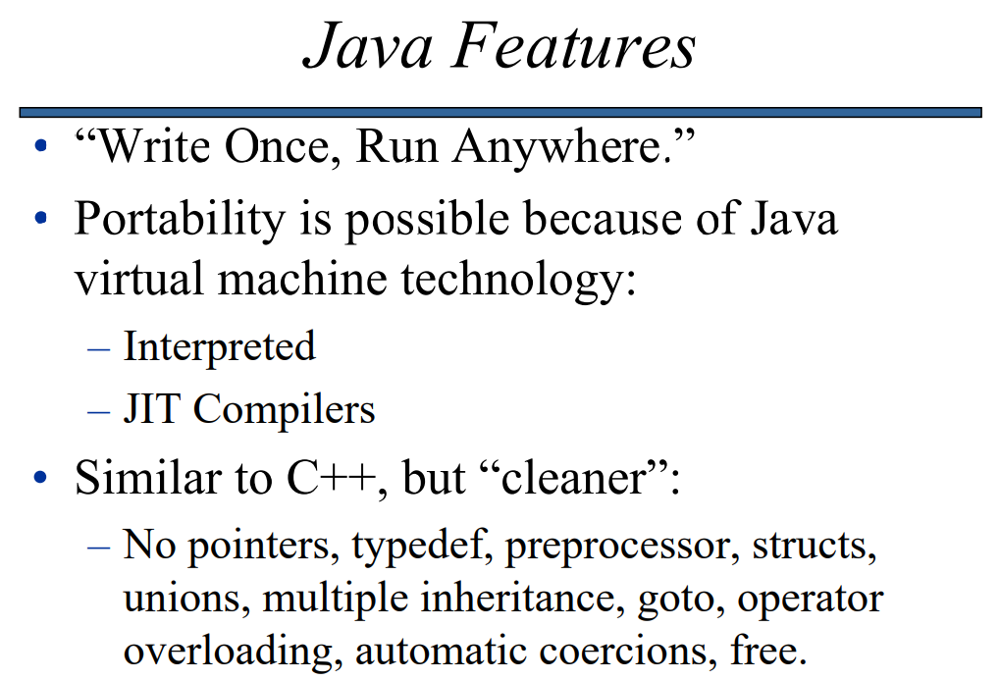 Java Features
• “Write Once, Run Anywhere.”
• Portability is possible because of Java
virtual machine technology:
– Interpreted
– JIT Compilers
• Similar to C++, but “cleaner”:
– No pointers, typedef, preprocessor, structs,
unions, multiple inheritance, goto, operator
overloading, automatic coercions, free.